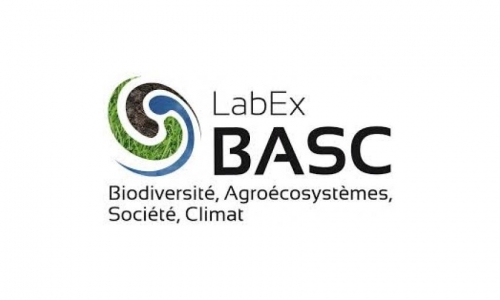 LabEx
BASC
Biodiversité, Agroécosystèmes,
Société, Climat